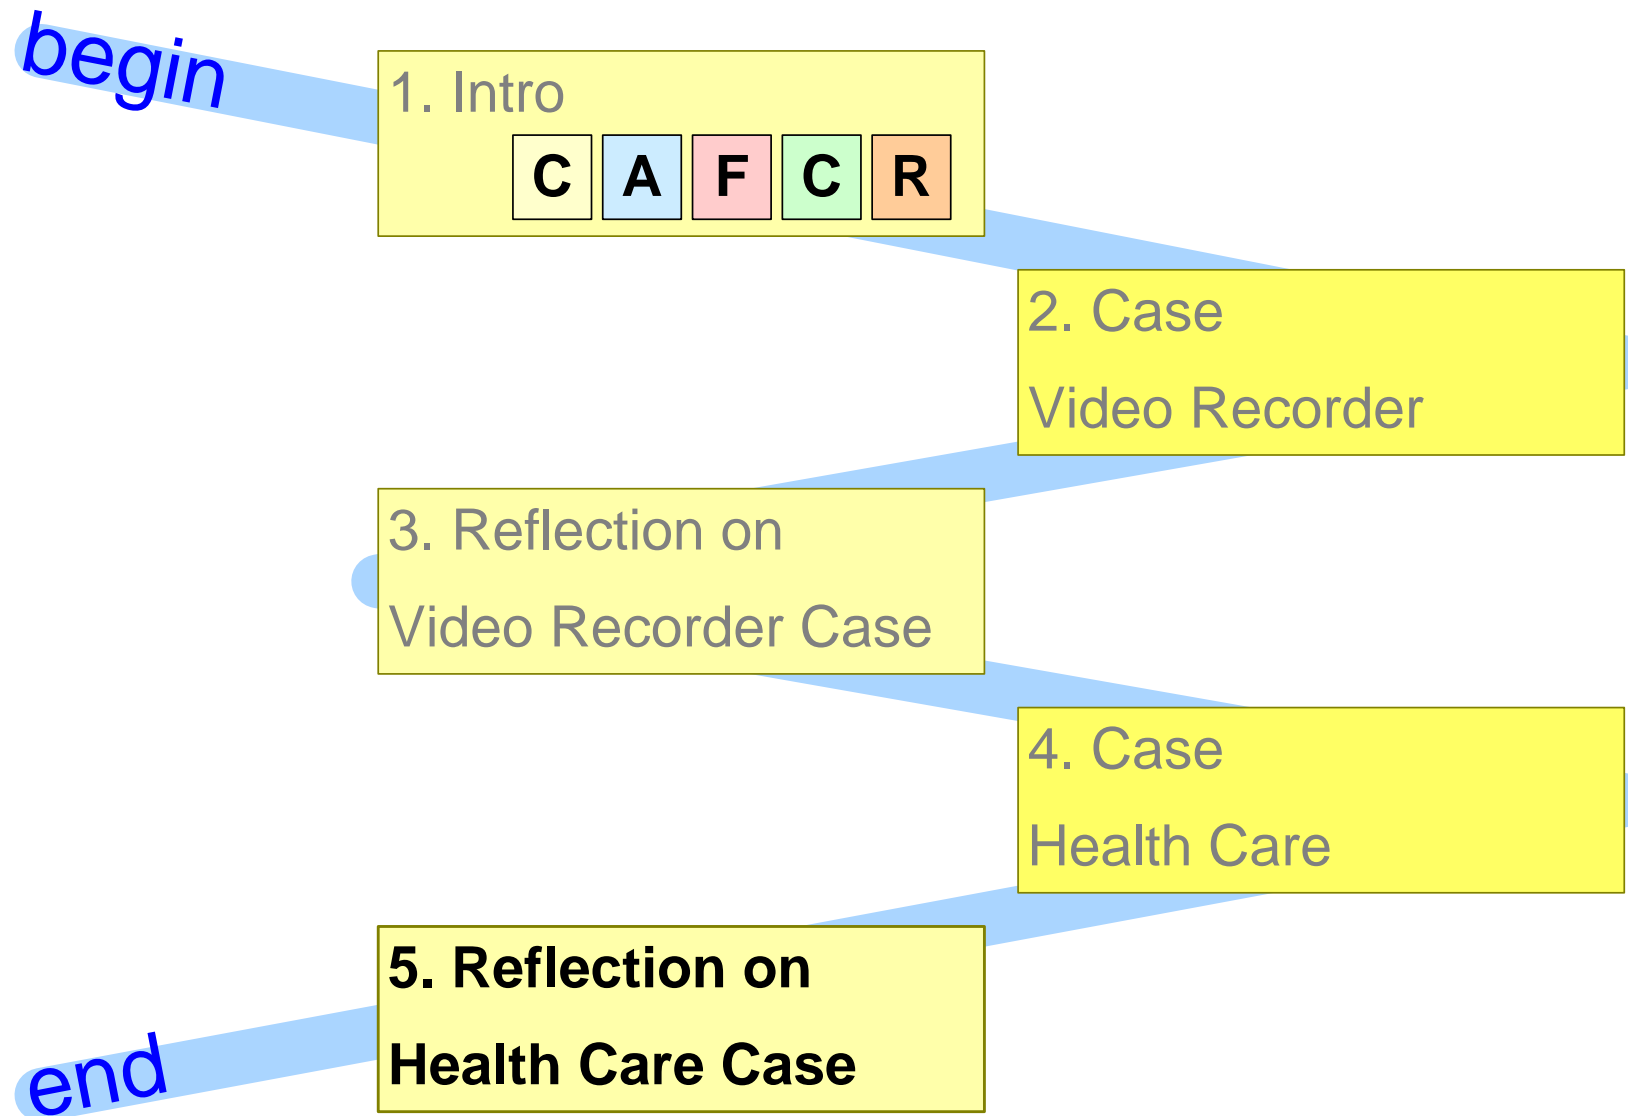 begin
1. Intro
C A F C R
2. Case
Video Recorder
3. Reflection on
Video Recorder Case
4. Case
Health Care
5. Reflection on
Health Care Case
end